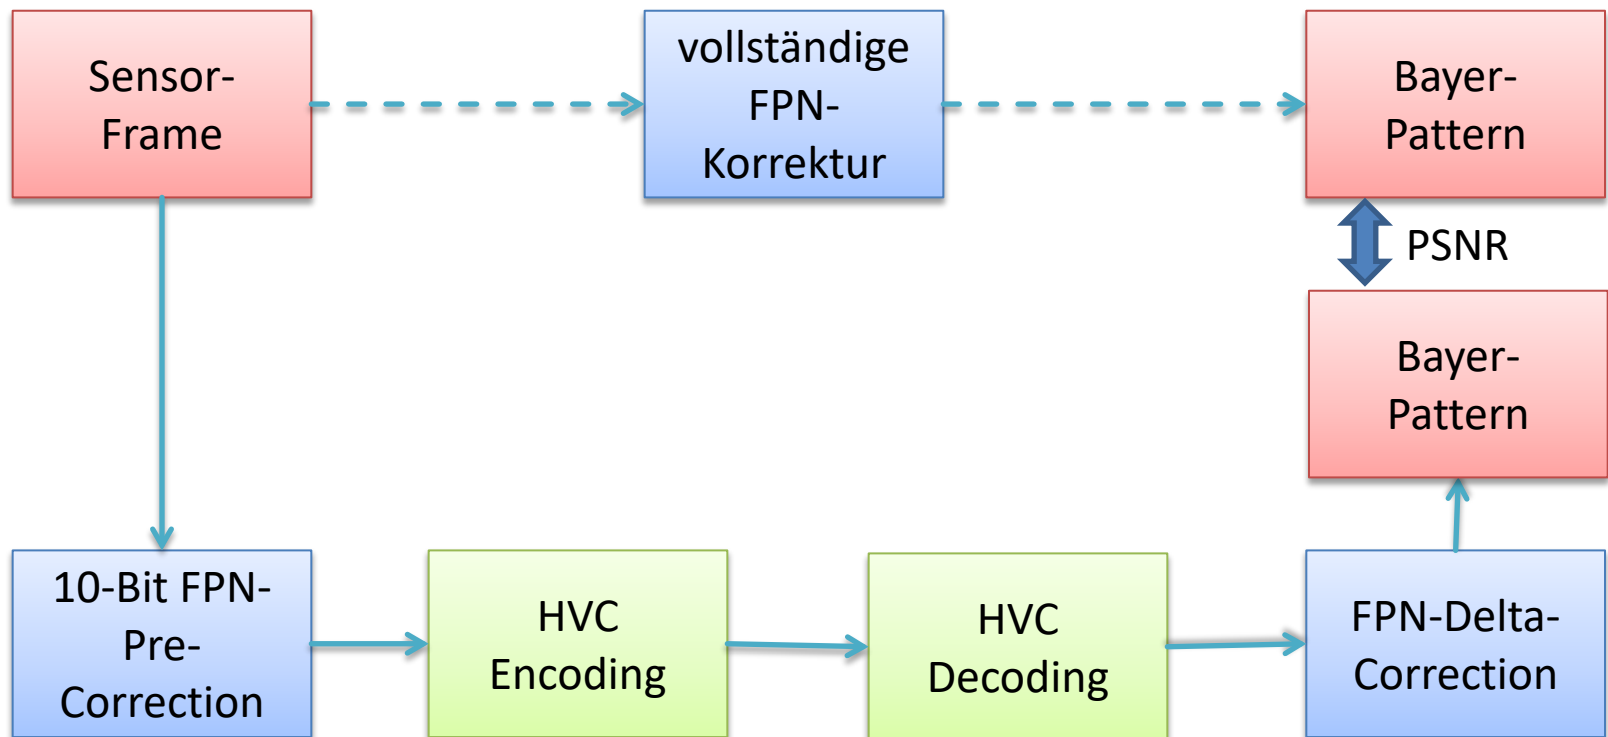 Sensor-
Frame
vollständige
FPN-
Korrektur
Bayer-
Pattern
PSNR
Bayer-
Pattern
10-Bit FPN-
Pre-
Correction
HVC
Encoding
HVC
Decoding
FPN-Delta-
Correction